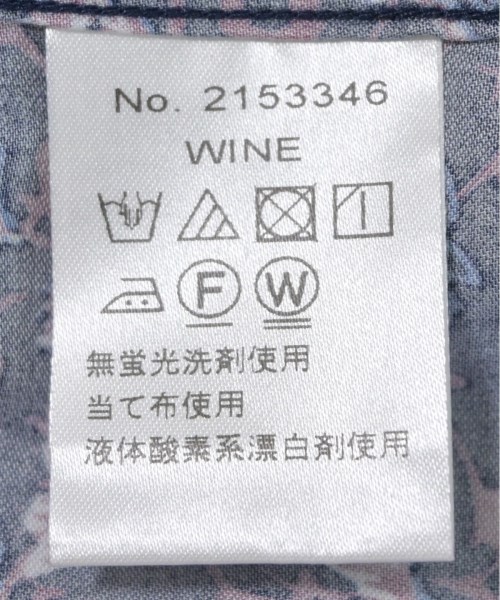 No. 2153346
WINE
F W
無蛍光洗剤使用
当て布使用
液体酸素系漂白剤使用